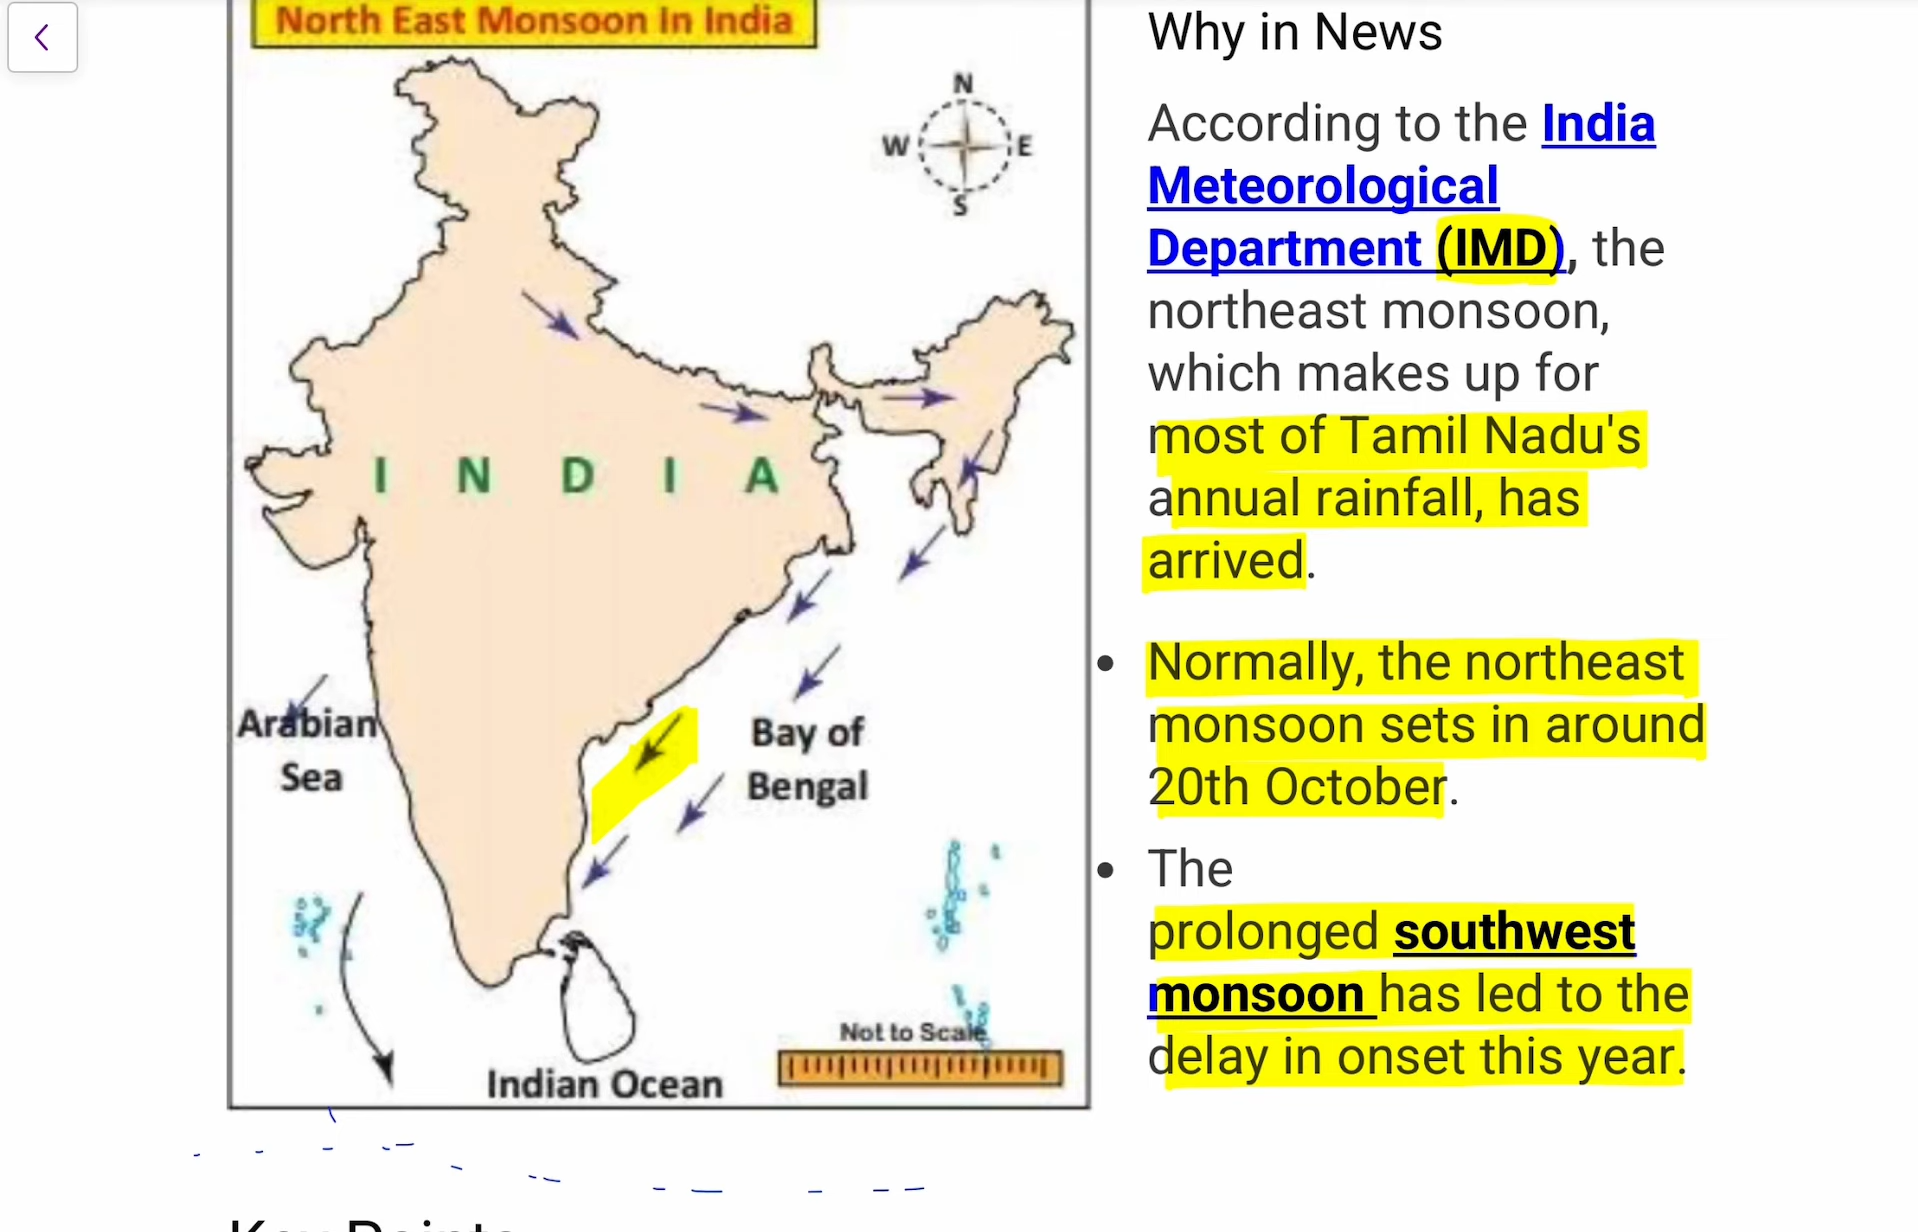 North East Monsoon In India
N
W
E
S
I N D I A
Arabian
Sea
Bay of
Bengal
Not to Scale
Indian Ocean
Why in News
According to the India
Meteorological
Department (IMD), the
northeast monsoon,
which makes up for
most of Tamil Nadu's
annual rainfall, has
arrived.
• Normally, the northeast
monsoon sets in around
20th October.
• The
prolonged southwest
monsoon has led to the
delay in onset this year.
Key Points